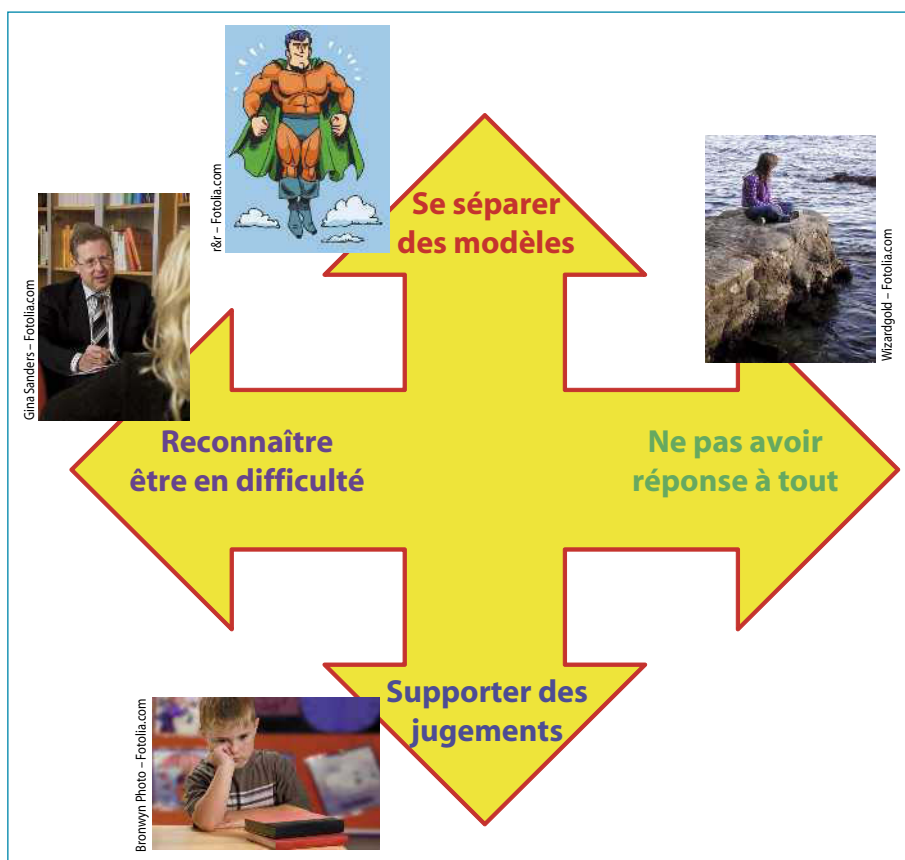 r&r – Fotolia.com
Se séparer
des modèles
Wizardgold – Fotolia.com
Gina Sanders – Fotolia.com
Reconnaître
être en difficulté
Ne pas avoir
réponse à tout
Supporter des
jugements
Bronwyn Photo – Fotolia.com